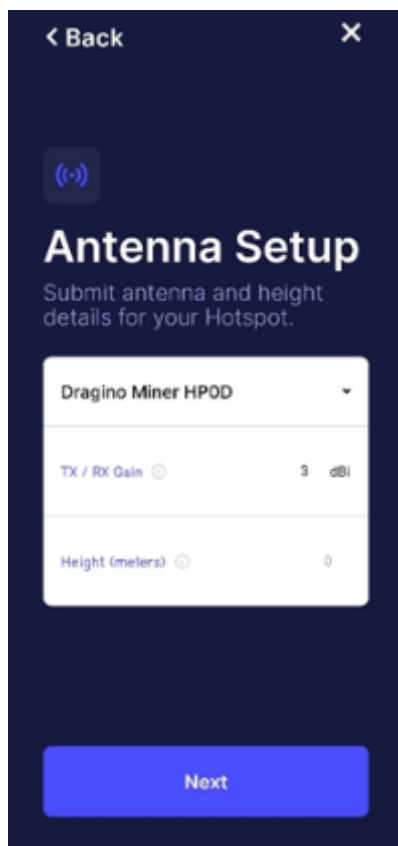 < Back
Antenna Setup
Submit antenna and height
details for your Hotspot.
Dragino Miner HP0D
TX / RX Gain 3 dBi
Height (meters) 0
Next